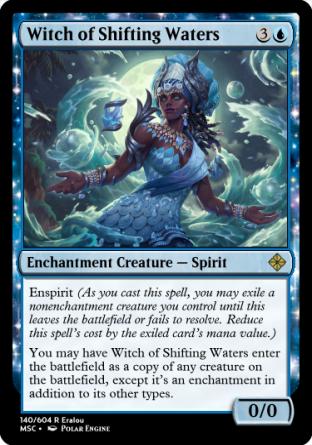 Witch of Shifting Waters 3
Enchantment Creature — Spirit
Enspirit (As you cast this spell, you may exile a
nonenchantment creature you control until this
leaves the battlefield or fails to resolve. Reduce
this spell's cost by the exiled card's mana value.)
You may have Witch of Shifting Waters enter
the battlefield as a copy of any creature on
the battlefield, except it's an enchantment in
addition to its other types.
0/0
140/604 R Eralou
MSC • Polar Engine